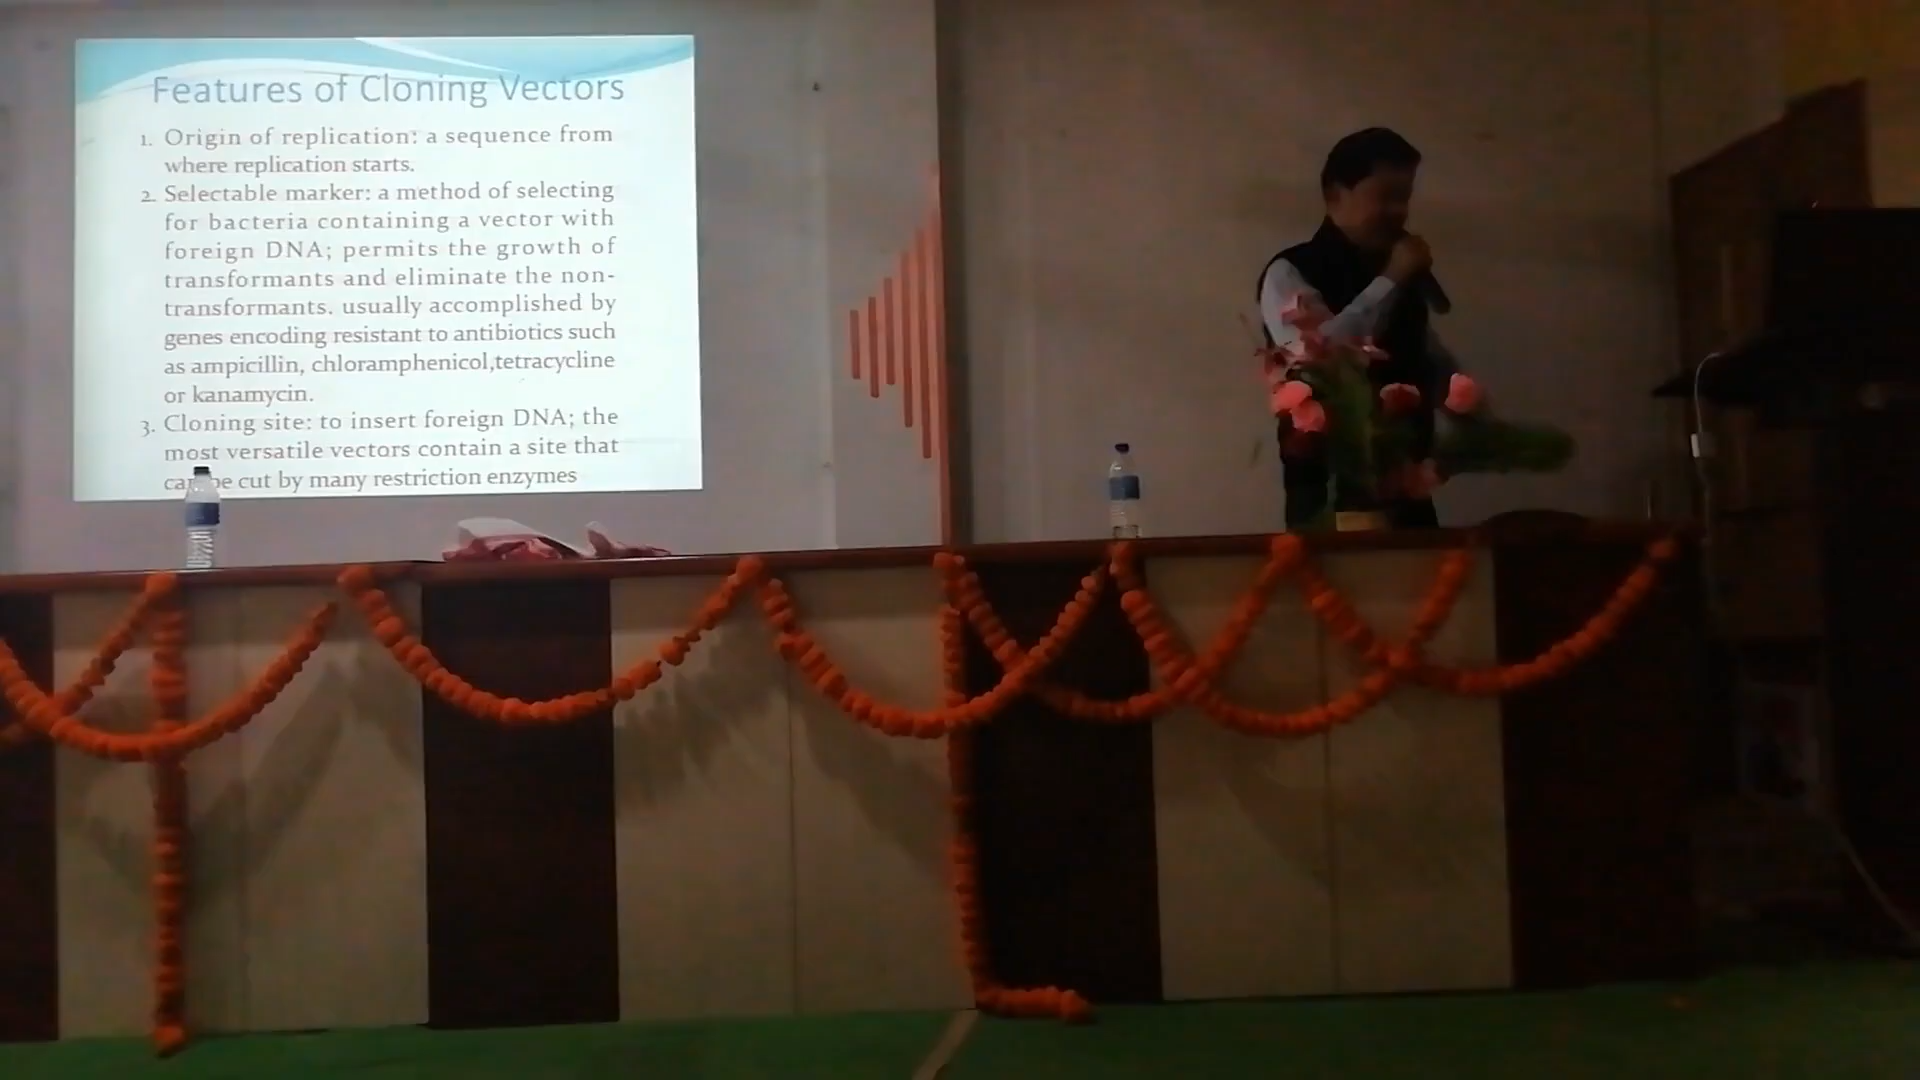 Features of Cloning Vectors
1. Origin of replication: a sequence from
where replication starts.
2. Selectable marker: a method of selecting
for bacteria containing a vector with
foreign DNA; permits the growth of
transformants and eliminate the non-
transformants. usually accomplished by
genes encoding resistant to antibiotics such
as ampicillin, chloramphenicol,tetracycline
or kanamycin.
3. Cloning site: to insert foreign DNA; the
most versatile vectors contain a site that
can be cut by many restriction enzymes